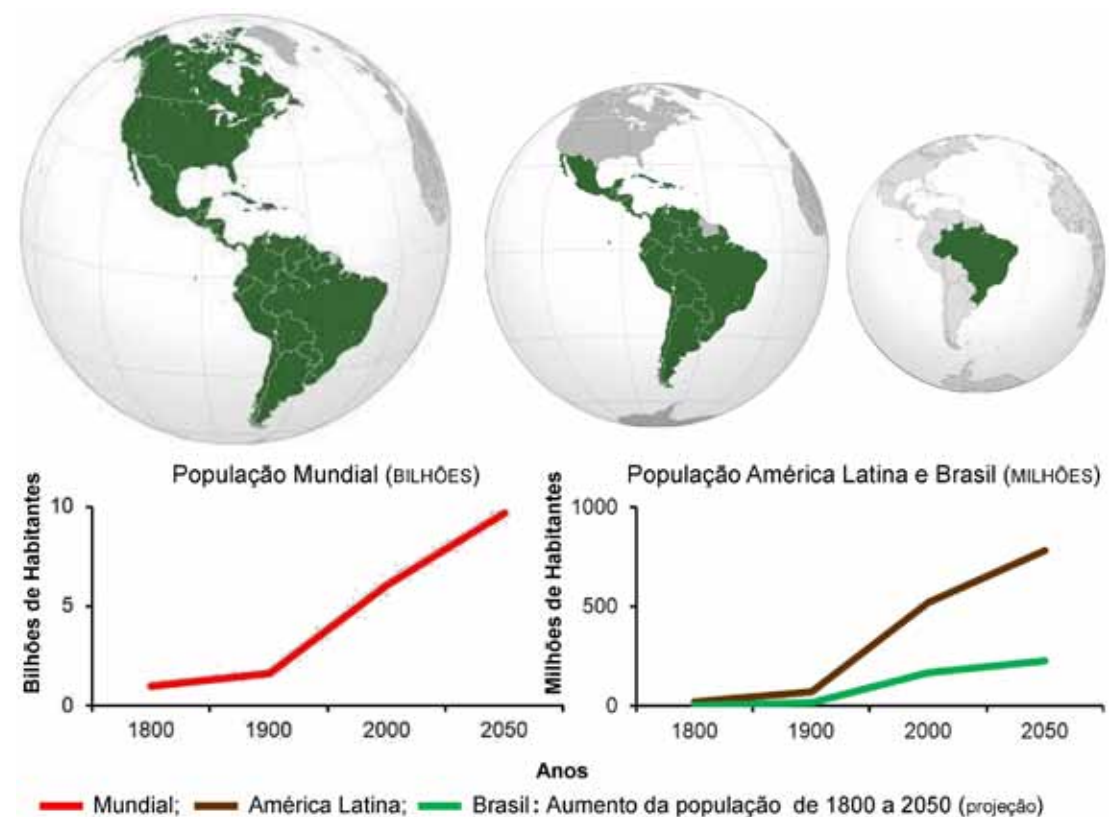 População Mundial (BILHÕES)
Bilhões de Habitantes
10
5
0
1800 1900 2000 2050
População América Latina e Brasil (MILHÕES)
Milhões de Habitantes
1000
500
0
1800 1900 2000 2050
Anos
Mundial; América Latina; Brasil: Aumento da população de 1800 a 2050 (projeção)